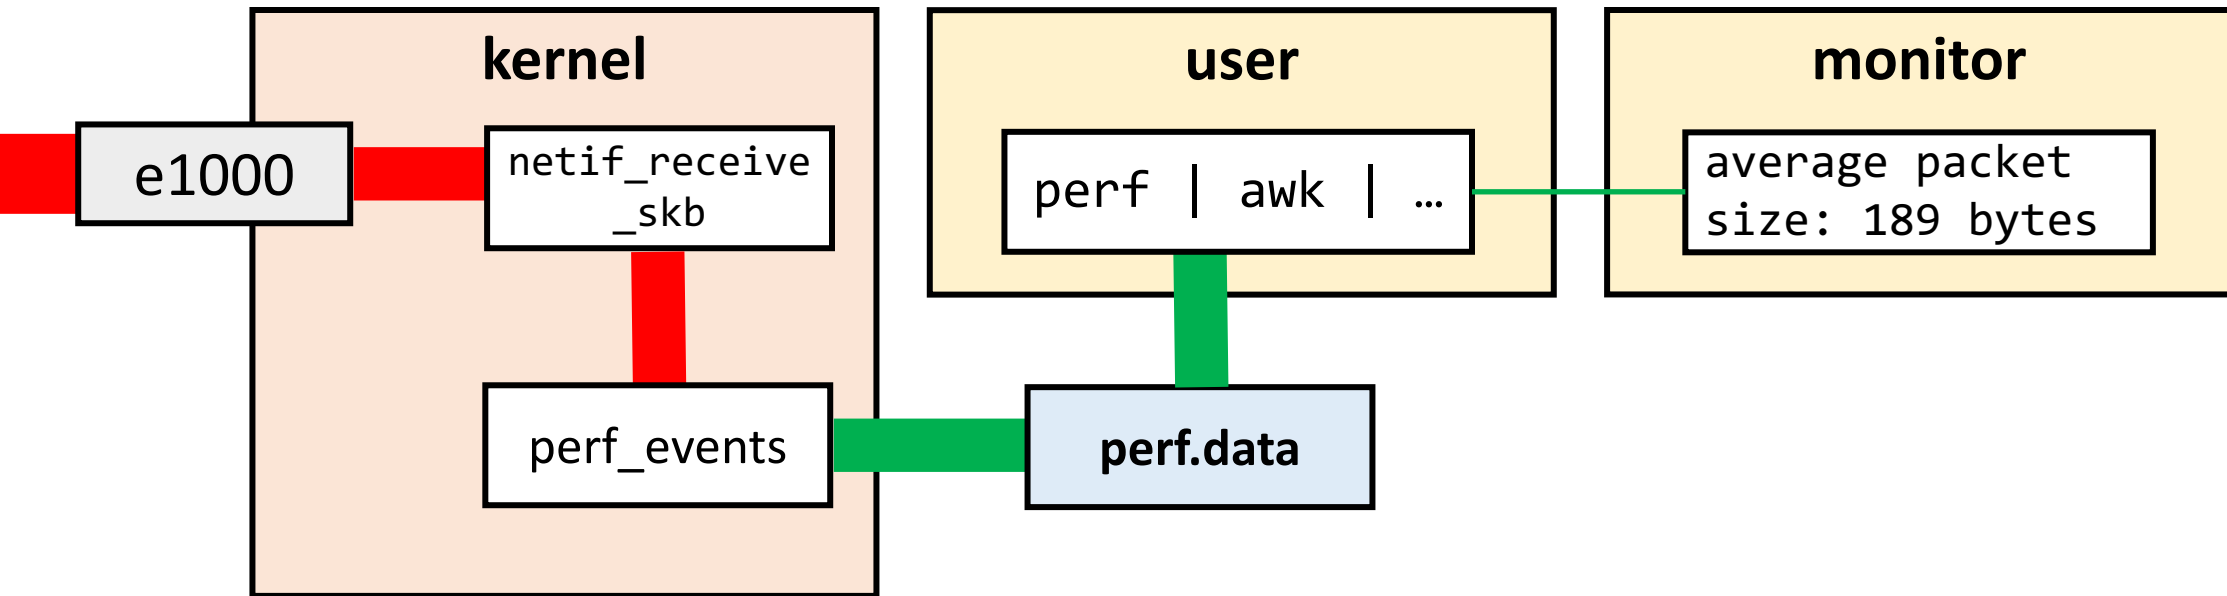 kernel
e1000
netif_receive
_skb
perf_events
user
perf | awk | …
perf.data
monitor
average packet
size: 189 bytes